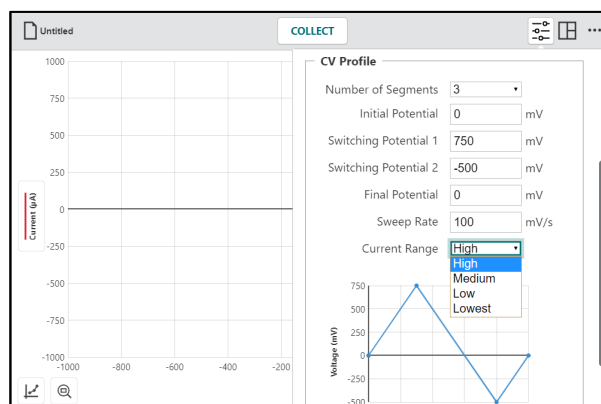 Untitled
COLLECT
1000
750
500
250
0
-250
-500
-750
-1000
Current (µA)
-1000 -800 -600 -400 -200
CV Profile
Number of Segments 3
Initial Potential 0 mV
Switching Potential 1 750 mV
Switching Potential 2 -500 mV
Final Potential 0 mV
Sweep Rate 100 mV/s
Current Range High
High
Medium
Low
Lowest
750
500
250
0
-250
-500
Voltage (mV)